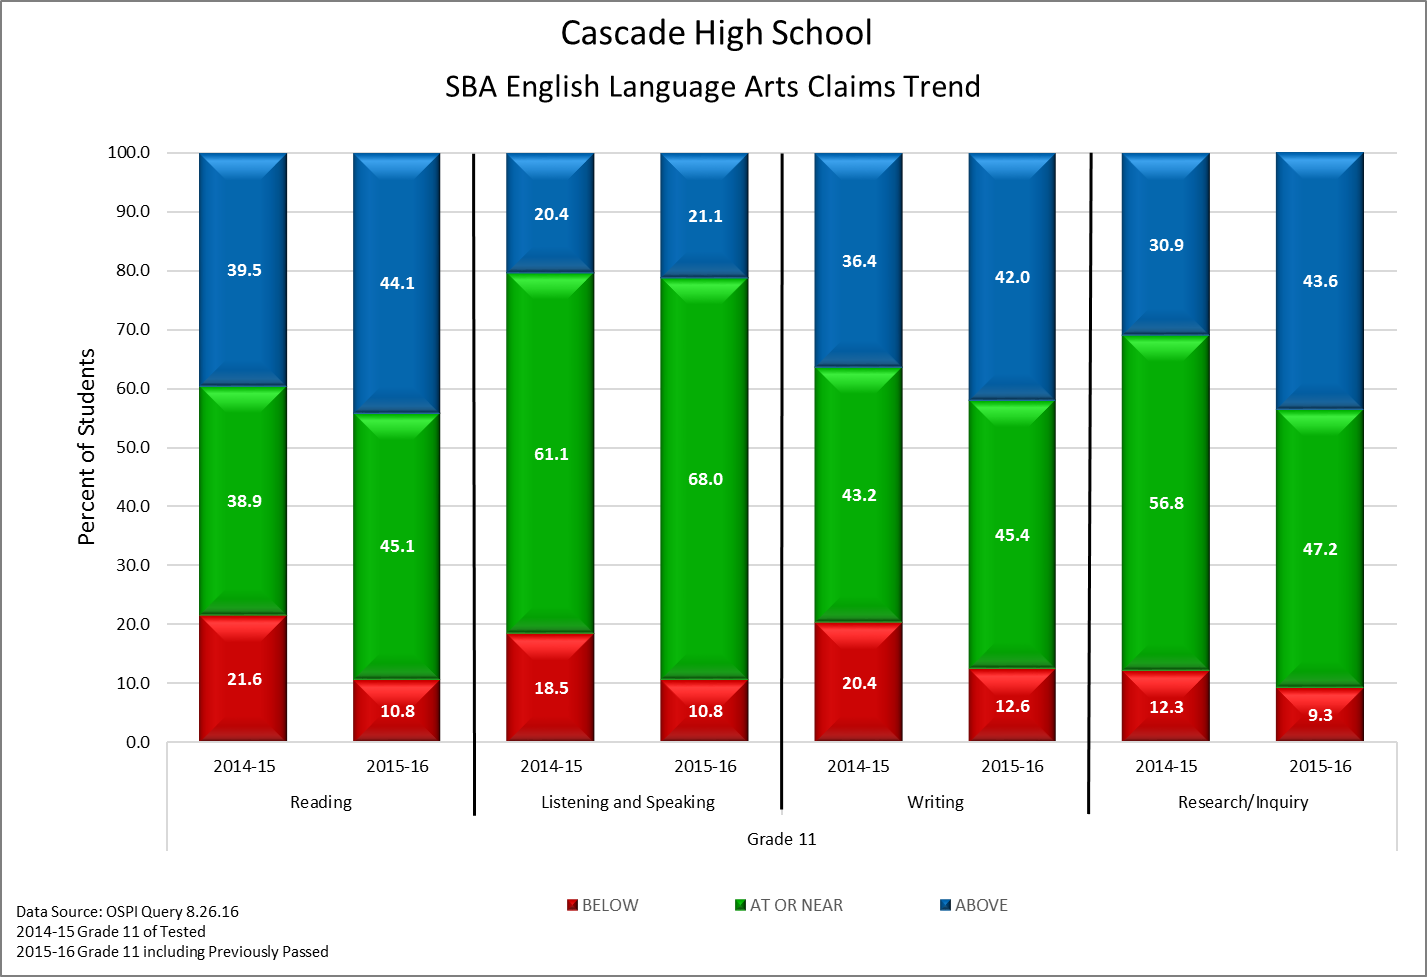 Cascade High School
SBA English Language Arts Claims Trend
Percent of Students
100.0
90.0
80.0
70.0
60.0
50.0
40.0
30.0
20.0
10.0
0.0
39.5 44.1 20.4 21.1 36.4 42.0 30.9 43.6
38.9 45.1 61.1 68.0 43.2 45.4 56.8 47.2
21.6 10.8 18.5 10.8 20.4 12.6 12.3 9.3
2014-15 2015-16 2014-15 2015-16 2014-15 2015-16 2014-15 2015-16
Reading Listening and Speaking Writing Research/Inquiry
Grade 11
BELOW AT OR NEAR ABOVE
Data Source: OSPI Query 8.26.16
2014-15 Grade 11 of Tested
2015-16 Grade 11 including Previously Passed